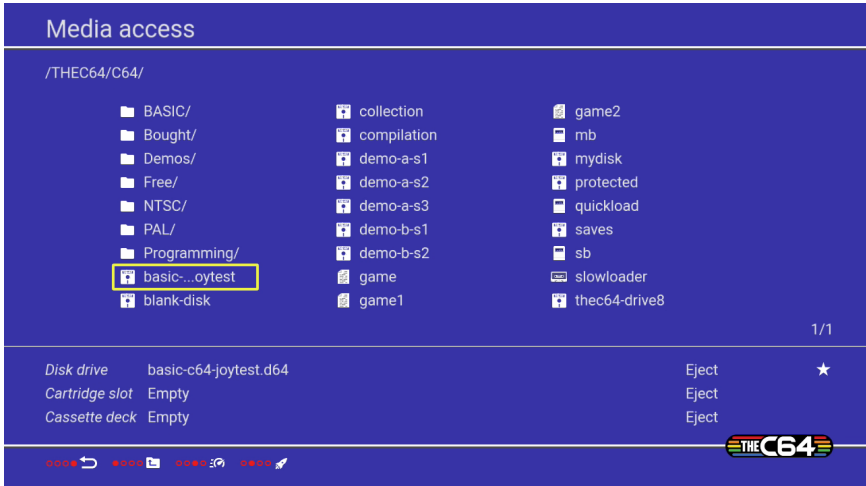 Media access
/THEC64/C64/
BASIC/ collection game2
Bought/ compilation mb
Demos/ demo-a-s1 mydisk
Free/ demo-a-s2 protected
NTSC/ demo-a-s3 quickload
PAL/ demo-b-s1 saves
Programming/ demo-b-s2 sb
basic-...oytest game slowloader
blank-disk game1 thec64-drive8
1/1
Disk drive basic-c64-joytest.d64 Eject
Cartridge slot Empty Eject
Cassette deck Empty Eject
THEC64